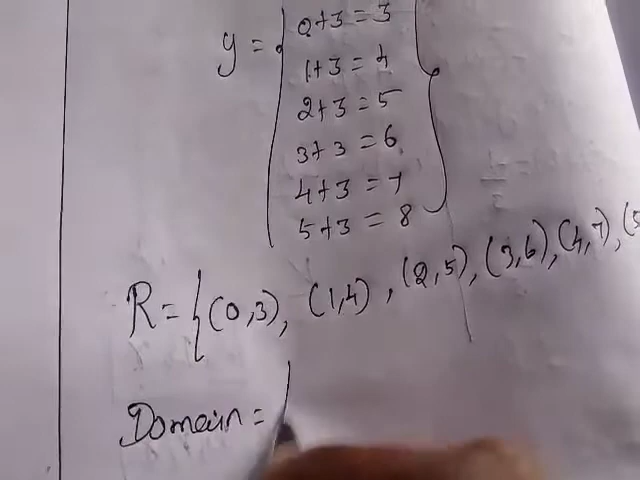 y = { 0+3 = 3
1+3 = 4
2+3 = 5
3+3 = 6
4+3 = 7
5+3 = 8 }
R = { (0,3), (1,4), (2,5), (3,6), (4,7), (5
Domain = {